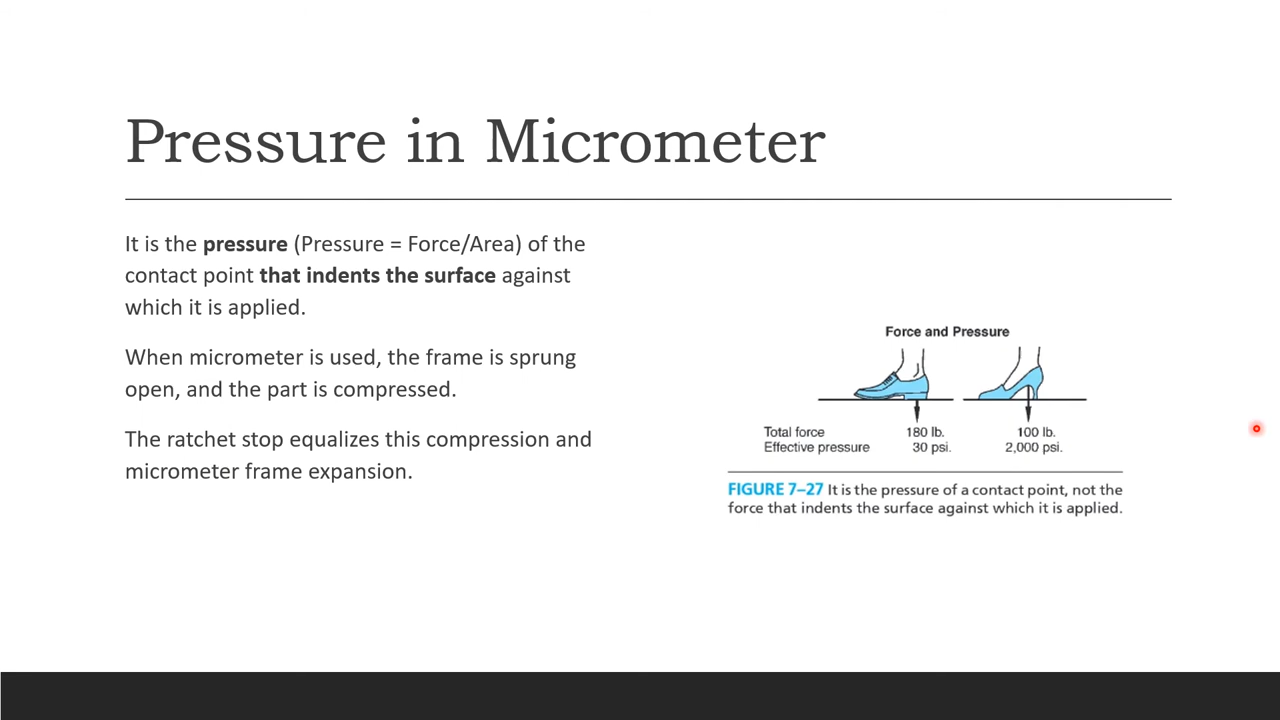 Pressure in Micrometer
It is the pressure (Pressure = Force/Area) of the
contact point that indents the surface against
which it is applied.
When micrometer is used, the frame is sprung
open, and the part is compressed.
The ratchet stop equalizes this compression and
micrometer frame expansion.
Force and Pressure
Total force 180 lb. 100 lb.
Effective pressure 30 psi. 2,000 psi.
FIGURE 7–27 It is the pressure of a contact point, not the
force that indents the surface against which it is applied.